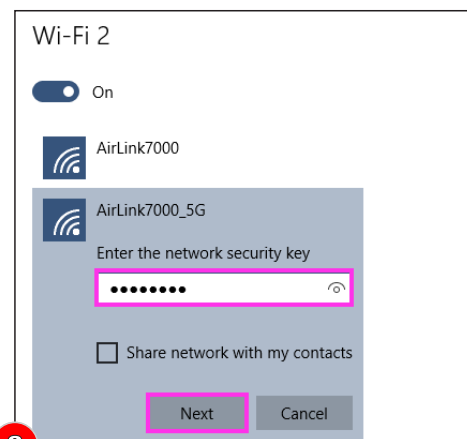 Wi-Fi 2
On
AirLink7000
AirLink7000_5G
Enter the network security key
••••••••
Share network with my contacts
Next Cancel